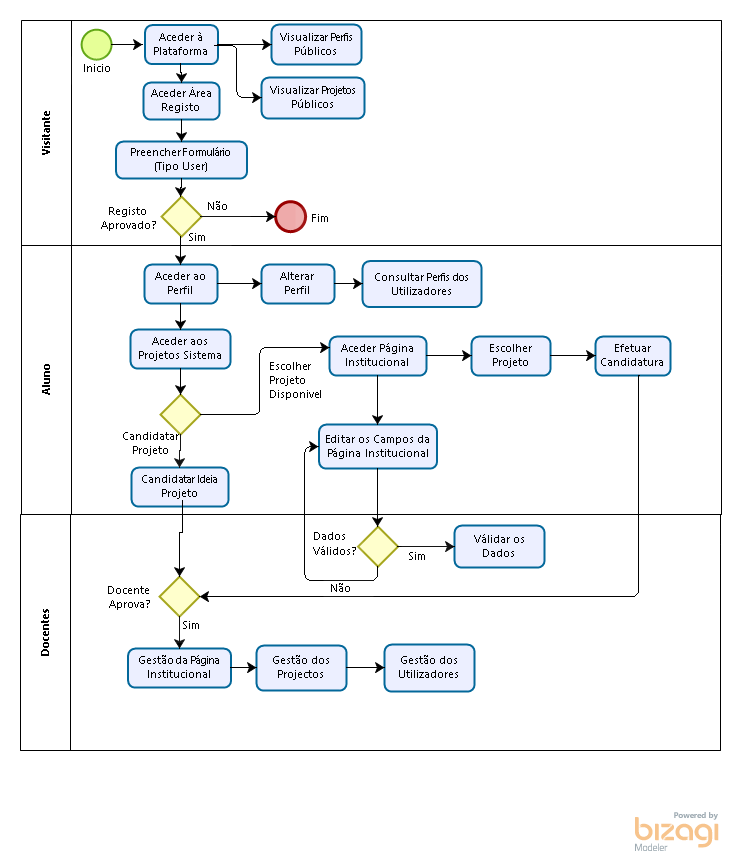 Visitante
Inicio
Aceder à
Plataforma
Visualizar Perfis
Públicos
Visualizar Projetos
Públicos
Aceder Área
Registo
Preencher Formulário
(Tipo User)
Registo
Aprovado?
Não
Fim
Sim
Aluno
Aceder ao
Perfil
Alterar
Perfil
Consultar Perfis dos
Utilizadores
Aceder aos
Projetos Sistema
Escolher
Projeto
Disponivel
Aceder Página
Institucional
Escolher
Projeto
Efetuar
Candidatura
Candidatar
Projeto
Editar os Campos da
Página Institucional
Candidatar Ideia
Projeto
Docentes
Dados
Válidos?
Sim
Válidar os
Dados
Não
Docente
Aprova?
Sim
Gestão da Página
Institucional
Gestão dos
Projectos
Gestão dos
Utilizadores
Powered by
bizagi
Modeler